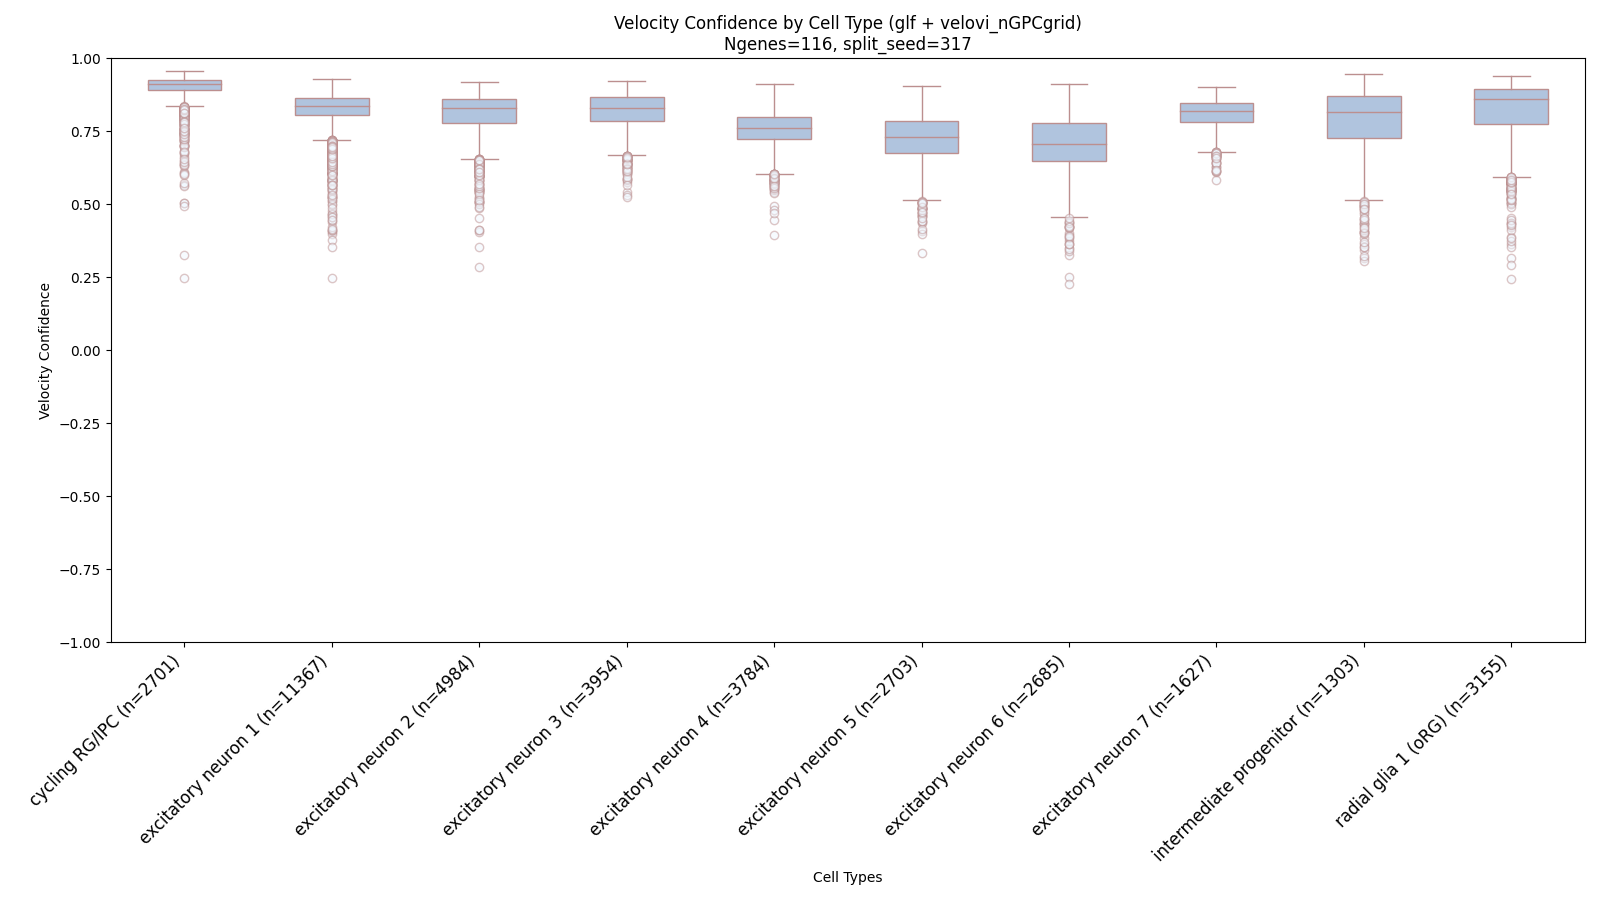 Velocity Confidence by Cell Type (glf + velovi_nGPCgrid)
Ngenes=116, split_seed=317
1.00
0.75
0.50
0.25
0.00
−0.25
−0.50
−0.75
−1.00
Velocity Confidence
cycling RG/IPC (n=2701)
excitatory neuron 1 (n=11367)
excitatory neuron 2 (n=4984)
excitatory neuron 3 (n=3954)
excitatory neuron 4 (n=3784)
excitatory neuron 5 (n=2703)
excitatory neuron 6 (n=2685)
excitatory neuron 7 (n=1627)
intermediate progenitor (n=1303)
radial glia 1 (oRG) (n=3155)
Cell Types